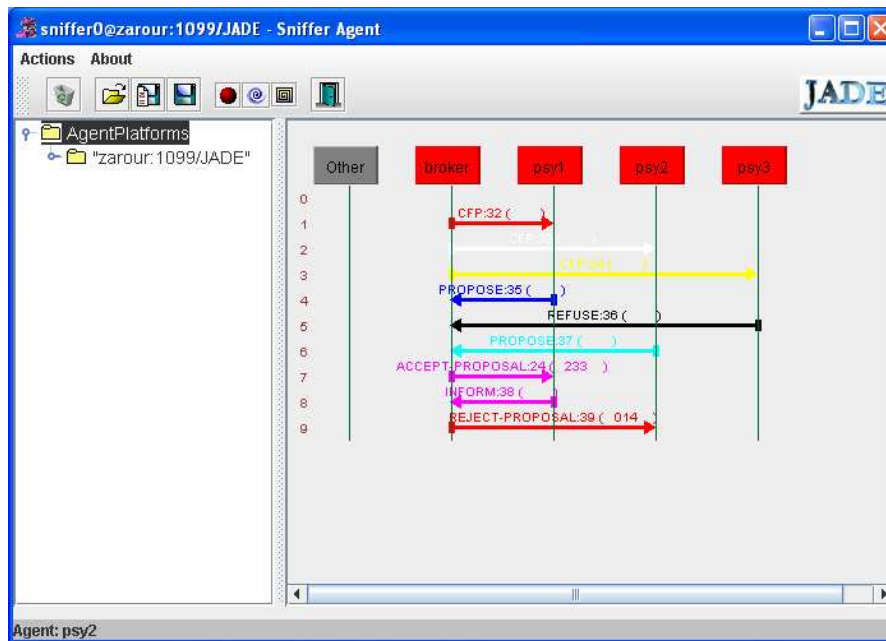 sniffer0@zarour:1099/JADE - Sniffer Agent
Actions About
JADE
AgentPlatforms
"zarour:1099/JADE"
Other broker psy1 psy2 psy3
0
CFP:32 ( )
1
2
3
PROPOSE:35 ( )
4
REFUSE:36 ( )
5
PROPOSE:37 ( )
6
ACCEPT-PROPOSAL:24 ( 233 )
7
INFORM:38 ( )
8
REJECT-PROPOSAL:39 ( 014 )
9
Agent: psy2